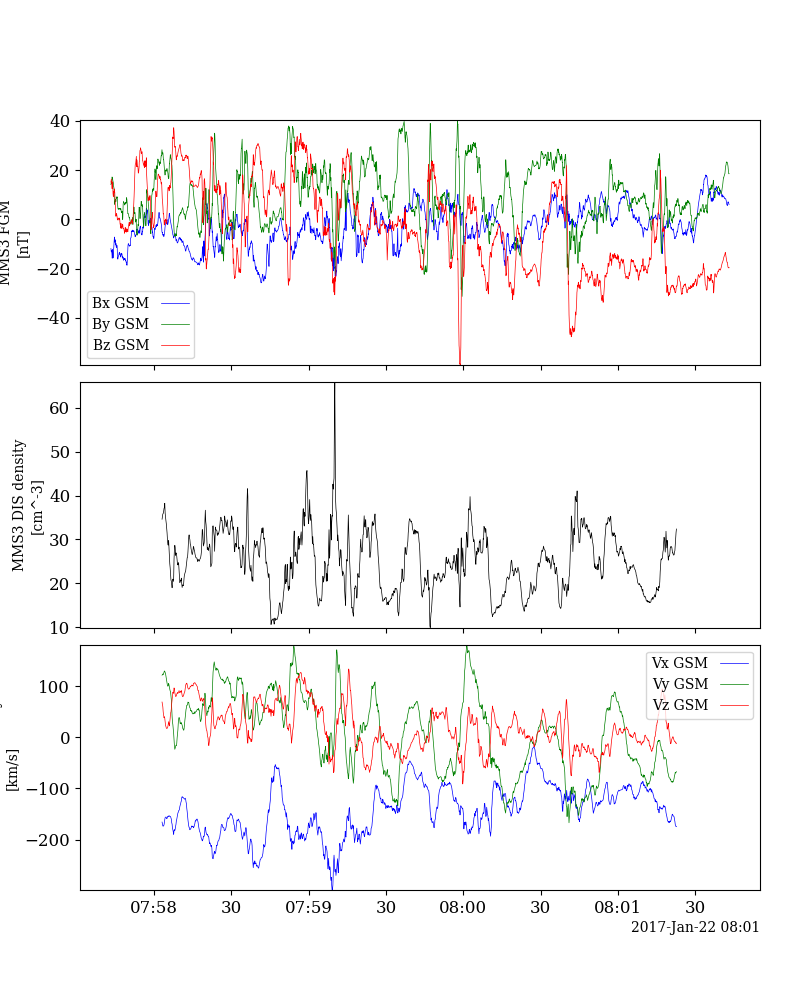 40
20
0
−20
−40
MMS3 FGM
[nT]
Bx GSM
By GSM
Bz GSM
60
50
40
30
20
10
MMS3 DIS density
[cm^-3]
100
0
−100
−200
[km/s]
Vx GSM
Vy GSM
Vz GSM
07:58 30 07:59 30 08:00 30 08:01 30
2017-Jan-22 08:01